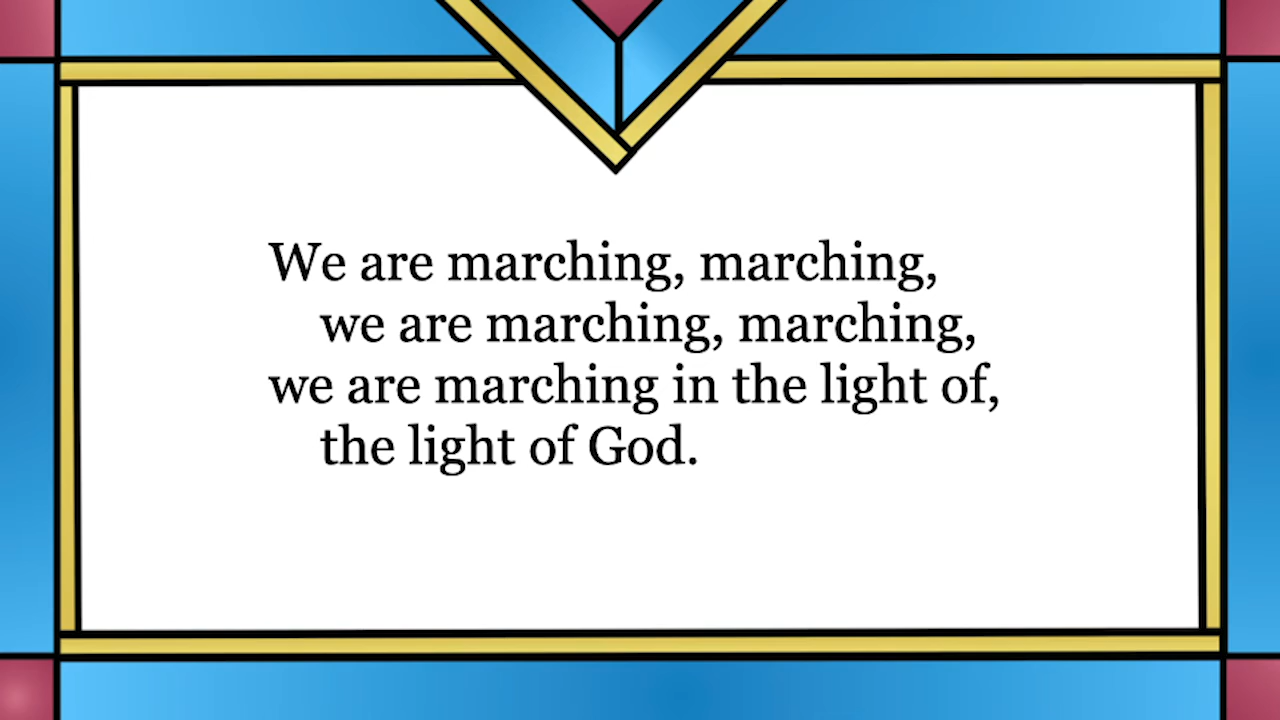 We are marching, marching,
we are marching, marching,
we are marching in the light of,
the light of God.